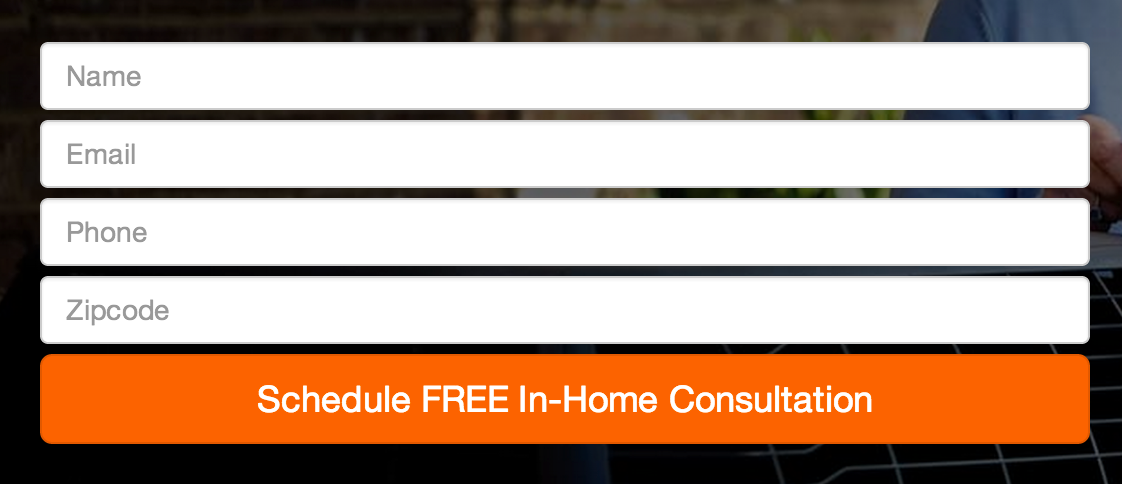 Name
Email
Phone
Zipcode
Schedule FREE In-Home Consultation